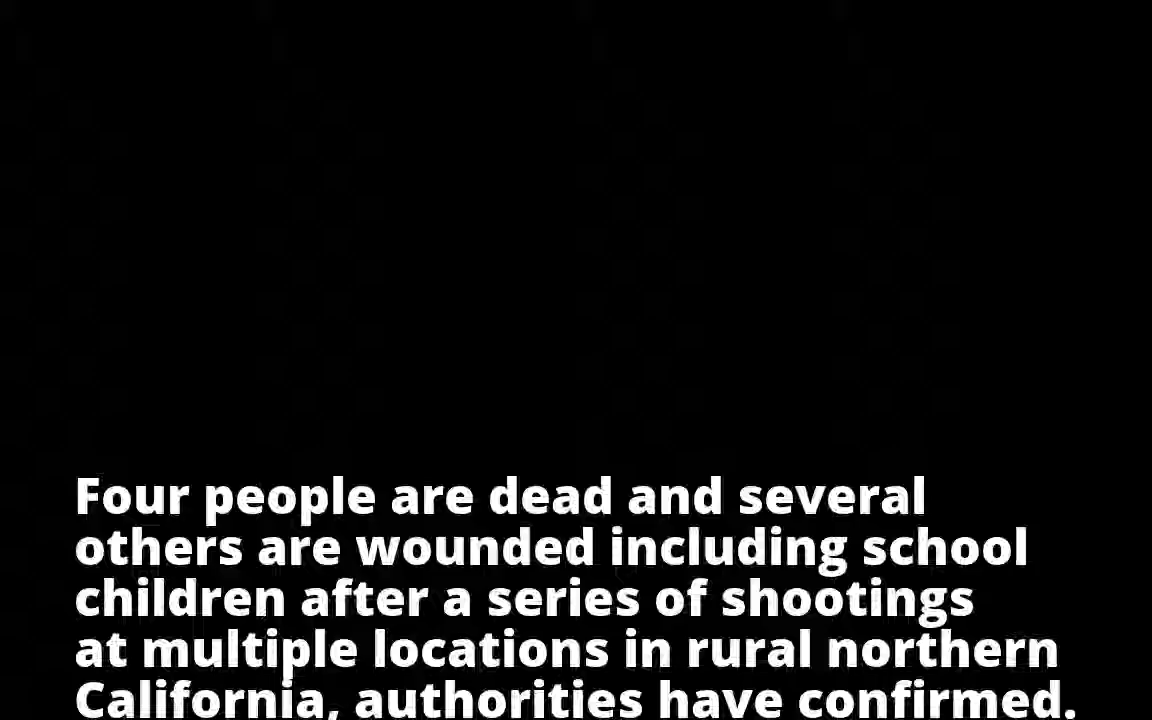 Four people are dead and several
others are wounded including school
children after a series of shootings
at multiple locations in rural northern
California, authorities have confirmed.